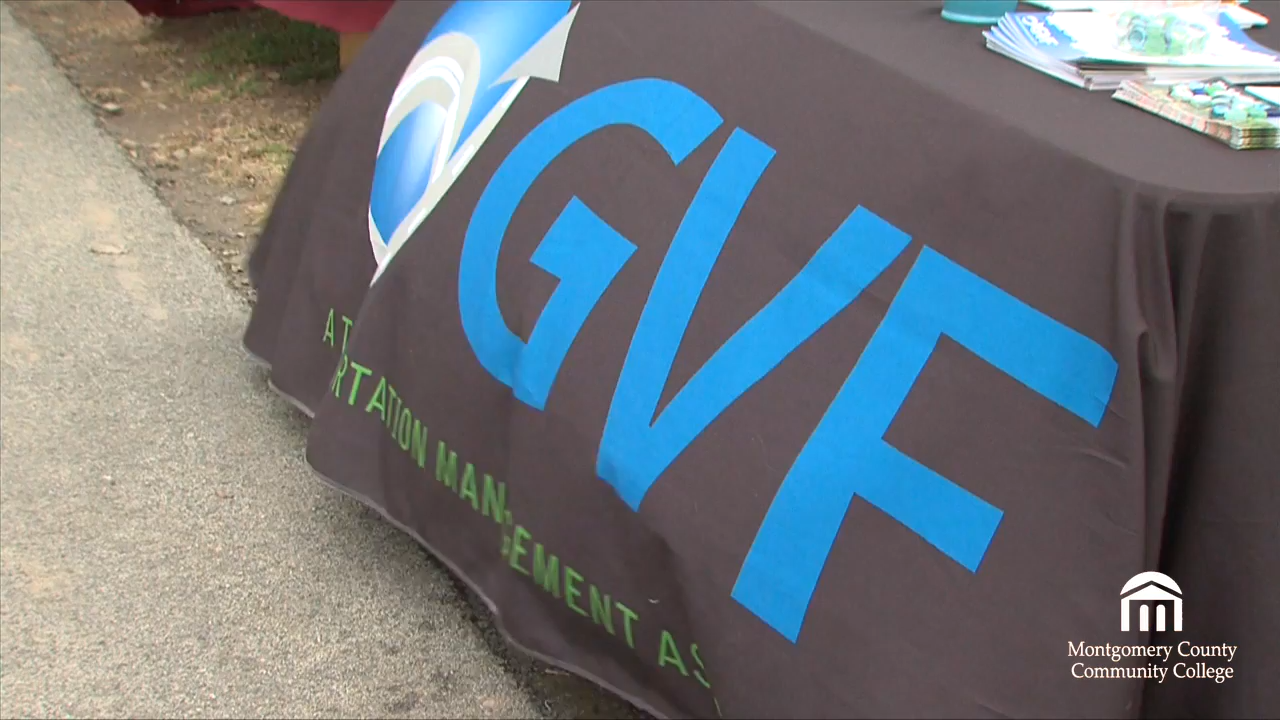 GVF
A T
RTATION MAN
EMENT AS
Montgomery County
Community College